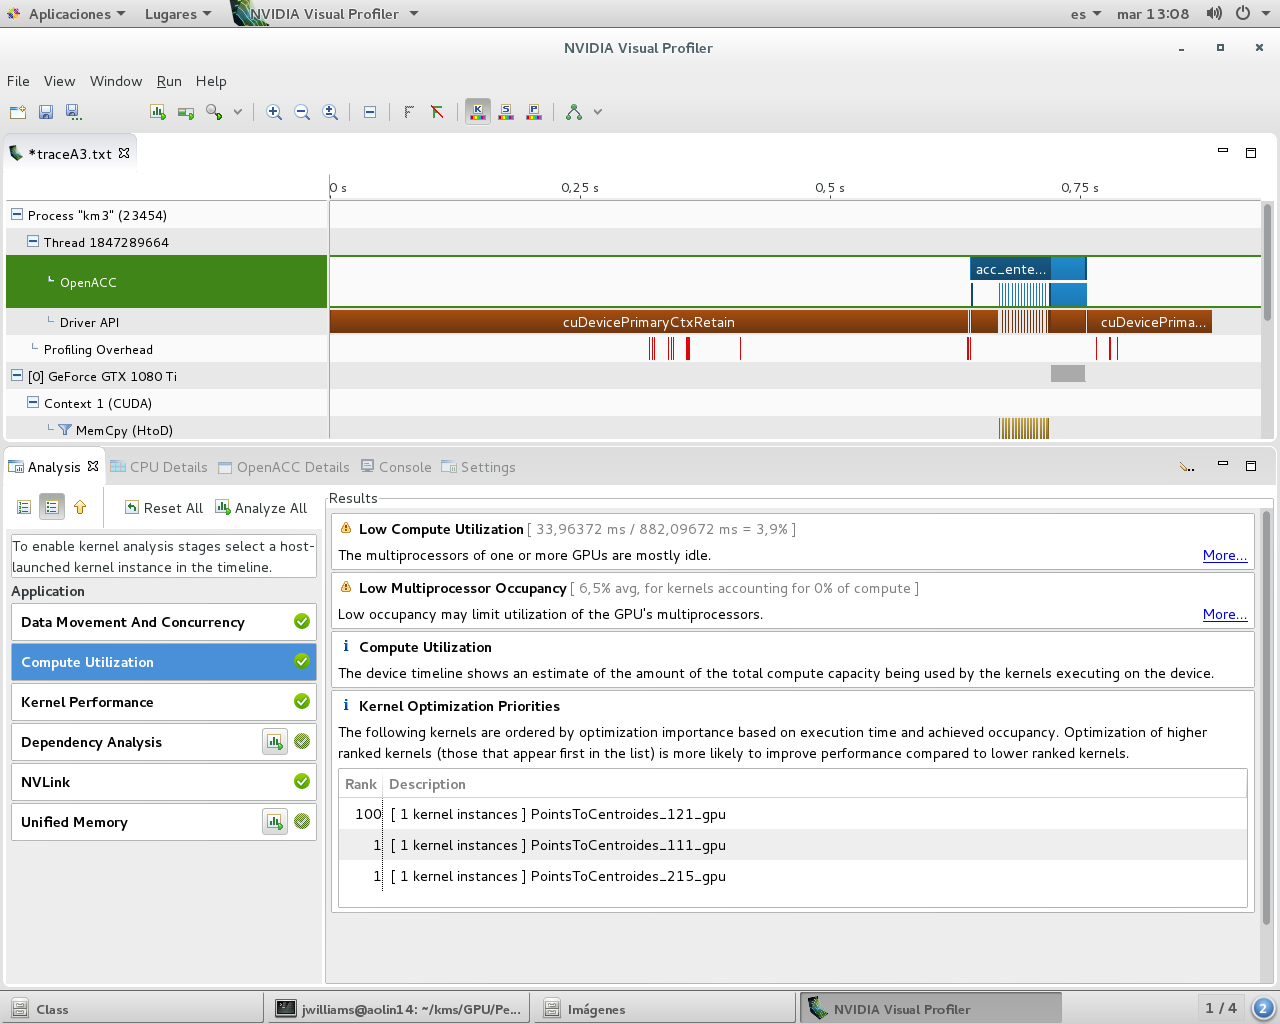 Aplicaciones Lugares NVIDIA Visual Profiler es mar 13:08
NVIDIA Visual Profiler
File View Window Run Help
K S P
*traceA3.txt
0 s 0,25 s 0,5 s 0,75 s
Process "km3" (23454)
Thread 1847289664
OpenACC acc_ente...
Driver API cuDevicePrimaryCtxRetain cuDevicePrima...
Profiling Overhead
[0] GeForce GTX 1080 Ti
Context 1 (CUDA)
MemCpy (HtoD)
Analysis CPU Details OpenACC Details Console Settings
Reset All Analyze All
To enable kernel analysis stages select a host-
launched kernel instance in the timeline.
Application
Data Movement And Concurrency
Compute Utilization
Kernel Performance
Dependency Analysis
NVLink
Unified Memory
Results
Low Compute Utilization [ 33,96372 ms / 882,09672 ms = 3,9% ]
The multiprocessors of one or more GPUs are mostly idle. More...
Low Multiprocessor Occupancy [ 6,5% avg, for kernels accounting for 0% of compute ]
Low occupancy may limit utilization of the GPU's multiprocessors. More...
Compute Utilization
The device timeline shows an estimate of the amount of the total compute capacity being used by the kernels executing on the device.
Kernel Optimization Priorities
The following kernels are ordered by optimization importance based on execution time and achieved occupancy. Optimization of higher
ranked kernels (those that appear first in the list) is more likely to improve performance compared to lower ranked kernels.
Rank Description
100 [ 1 kernel instances ] PointsToCentroides_121_gpu
1 [ 1 kernel instances ] PointsToCentroides_111_gpu
1 [ 1 kernel instances ] PointsToCentroides_215_gpu
Class jwilliams@aolin14: ~/kms/GPU/Pe... Imágenes NVIDIA Visual Profiler 1 / 4 2